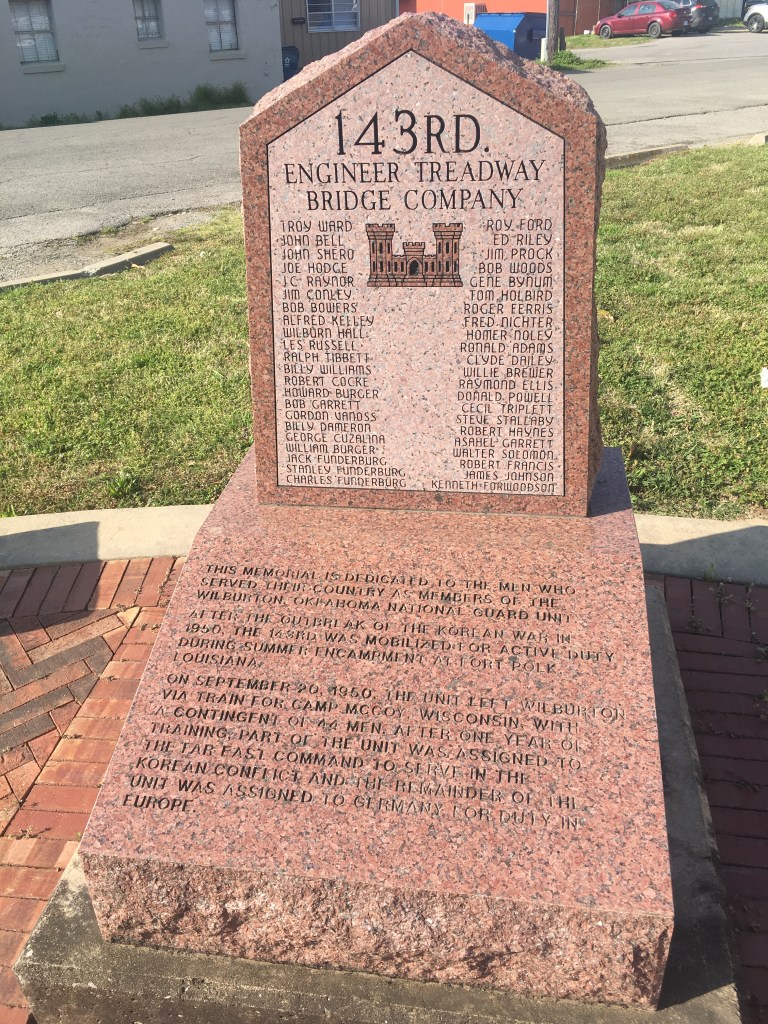 143RD.
ENGINEER TREADWAY
BRIDGE COMPANY
TROY WARD
JOHN BELL
JOHN SHERO
JOE HODGE
J.C. RAYNOR
JIM CONLEY
BOB BOWERS
ALFRED KELLEY
WILBURN HALL
LES RUSSELL
RALPH TIBBETT
BILLY WILLIAMS
ROBERT COCKE
HOWARD BURGER
BOB GARRETT
GORDON VANOSS
BILLY DAMERON
GEORGE CUZALINA
WILLIAM BURGER
JACK FUNDERBURG
STANLEY FUNDERBURG
CHARLES FUNDERBURG
ROY FORD
ED RILEY
JIM PROCK
BOB WOODS
GENE BYNUM
TOM HOLBIRD
ROGER FERRIS
FRED NICHTER
HOMER NOLEY
RONALD ADAMS
CLYDE DAILEY
WILLIE BREWER
RAYMOND ELLIS
DONALD POWELL
CECIL TRIPLETT
STEVE STALLABY
ROBERT HAYNES
ASAHEL GARRETT
WALTER SOLOMON
ROBERT FRANCIS
JAMES JOHNSON
KENNETH FORWOODSON
THIS MEMORIAL IS DEDICATED TO THE MEN WHO
SERVED THEIR COUNTRY AS MEMBERS OF THE
WILBURTON, OKLAHOMA NATIONAL GUARD UNIT
AFTER THE OUTBREAK OF THE KOREAN WAR IN
1950, THE 143RD WAS MOBILIZED FOR ACTIVE DUTY
DURING SUMMER ENCAMPMENT AT FORT POLK,
LOUISIANA.
ON SEPTEMBER 20, 1950, THE UNIT LEFT WILBURTON
VIA TRAIN FOR CAMP MCCOY, WISCONSIN, WITH
A CONTINGENT OF 44 MEN. AFTER ONE YEAR OF
TRAINING, PART OF THE UNIT WAS ASSIGNED TO
THE FAR EAST COMMAND TO SERVE IN THE
KOREAN CONFLICT, AND THE REMAINDER OF THE
UNIT WAS ASSIGNED TO GERMANY FOR DUTY IN
EUROPE.